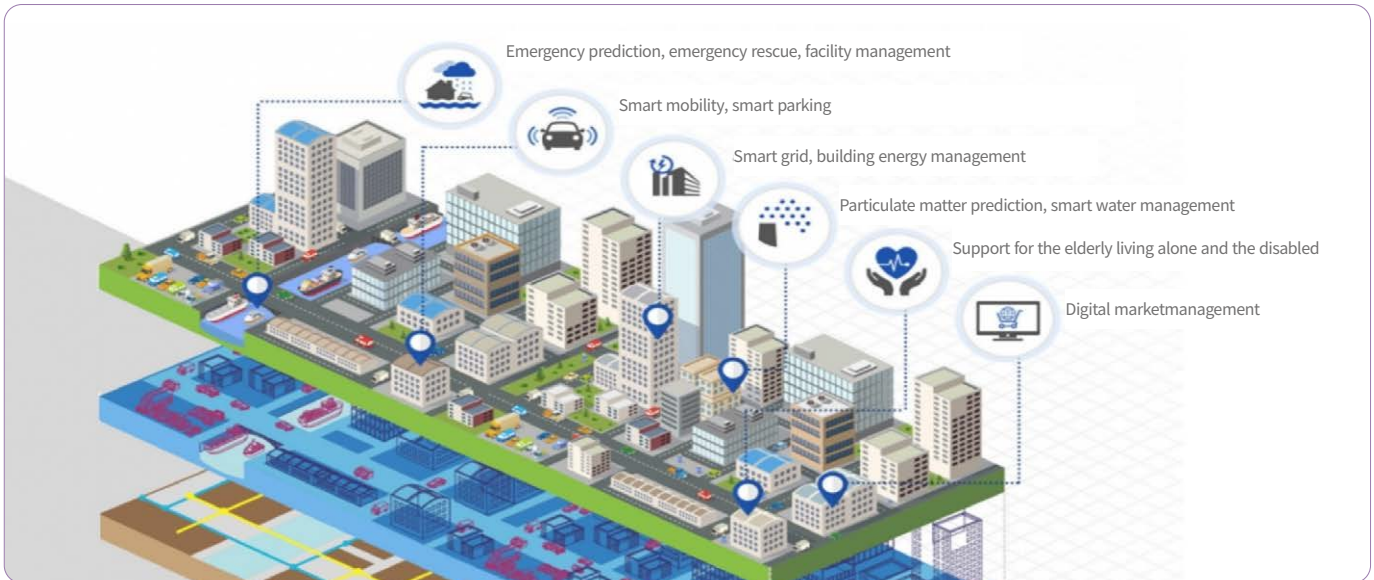 Emergency prediction, emergency rescue, facility management
Smart mobility, smart parking
Smart grid, building energy management
Particulate matter prediction, smart water management
Support for the elderly living alone and the disabled
Digital marketmanagement